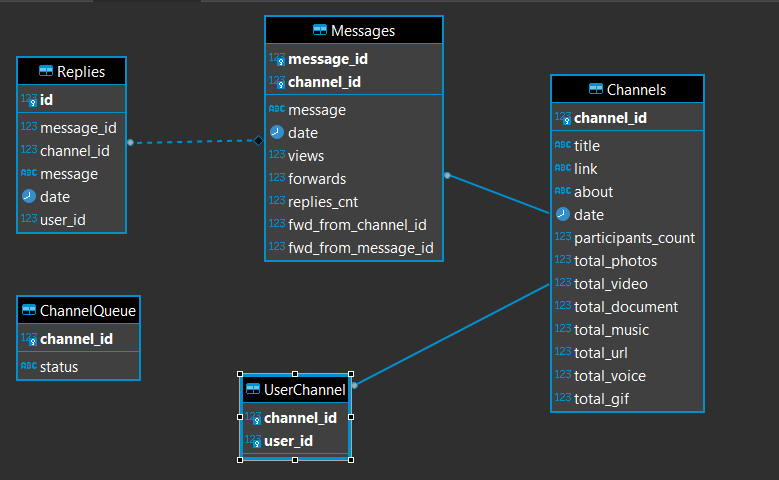 Replies
123 id
123 message_id
123 channel_id
ABC message
date
123 user_id
Messages
123 message_id
123 channel_id
ABC message
date
123 views
123 forwards
123 replies_cnt
123 fwd_from_channel_id
123 fwd_from_message_id
Channels
123 channel_id
ABC title
ABC link
ABC about
date
123 participants_count
123 total_photos
123 total_video
123 total_document
123 total_music
123 total_url
123 total_voice
123 total_gif
ChannelQueue
123 channel_id
ABC status
UserChannel
123 channel_id
123 user_id